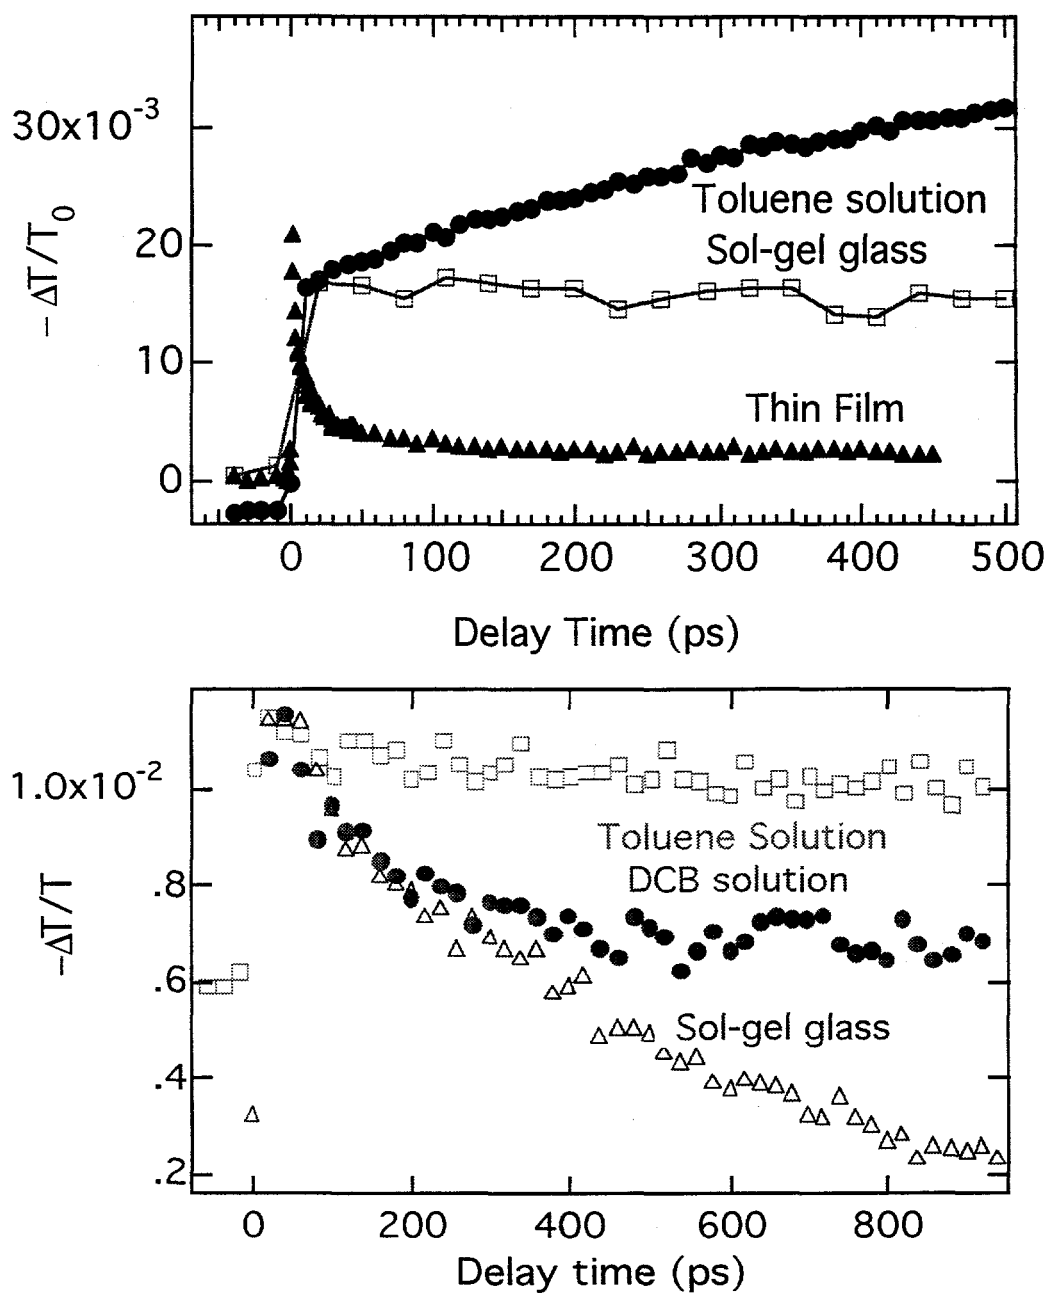 30x10⁻³
20
10
0
− ΔT/T₀
Toluene solution
Sol-gel glass
Thin Film
0 100 200 300 400 500
Delay Time (ps)
1.0x10⁻²
.8
.6
.4
.2
-ΔT/T
Toluene Solution
DCB solution
Sol-gel glass
0 200 400 600 800
Delay time (ps)